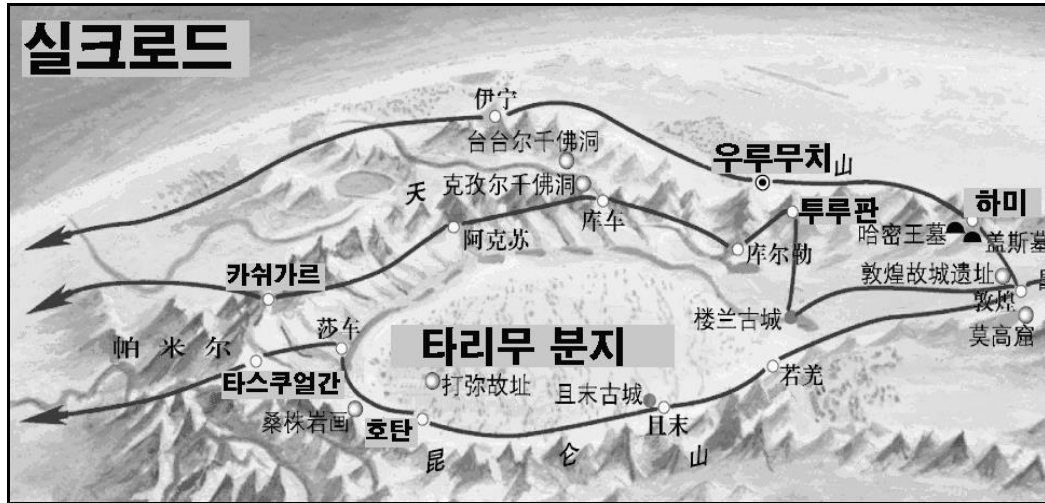 실크로드
伊宁
台台尔千佛洞
우루무치 山
天
克孜尔千佛洞
투루판
하미
库车
哈密王墓
盖斯墓
阿克苏
库尔勒
敦煌故城遗址
카쉬가르
敦煌
莎车
楼兰古城
莫高窟
帕米尔
타리무 분지
타스쿠얼간
打弥故址
若羌
桑株岩画
호탄
且末古城
且末
昆仑山